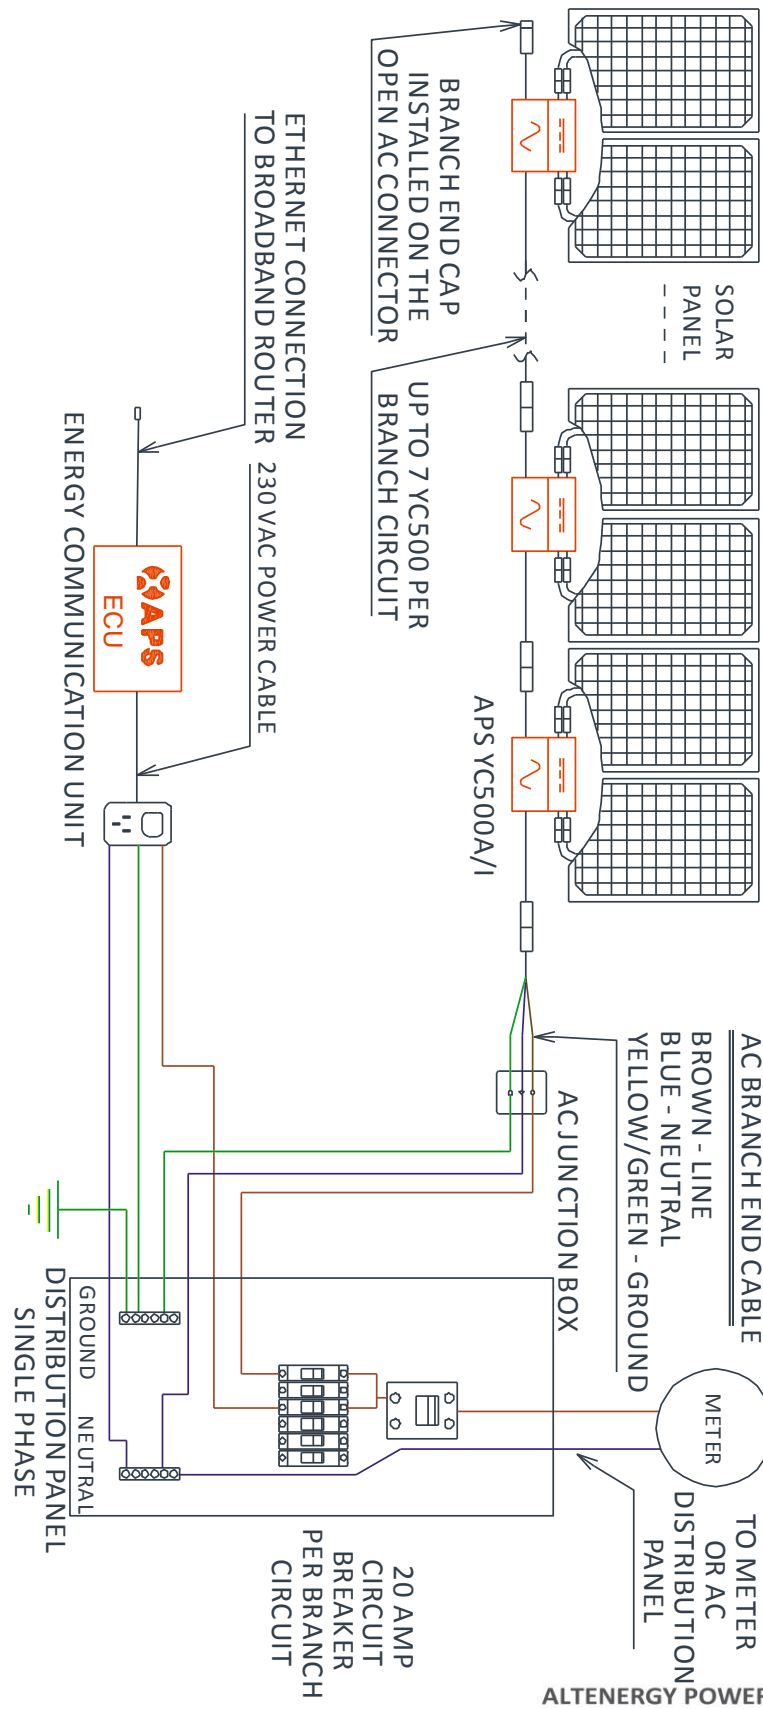 SOLAR
PANEL
BRANCH END CAP
INSTALLED ON THE
OPEN AC CONNECTOR
UP TO 7 YC500 PER
BRANCH CIRCUIT
APS YC500A/I
AC BRANCH END CABLE
BROWN - LINE
BLUE - NEUTRAL
YELLOW/GREEN - GROUND
AC JUNCTION BOX
ETHERNET CONNECTION
TO BROADBAND ROUTER
230 VAC POWER CABLE
APS
ECU
ENERGY COMMUNICATION UNIT
METER
TO METER
OR AC
DISTRIBUTION
PANEL
20 AMP
CIRCUIT
BREAKER
PER BRANCH
CIRCUIT
GROUND
NEUTRAL
DISTRIBUTION PANEL
SINGLE PHASE
ALTENERGY POWER